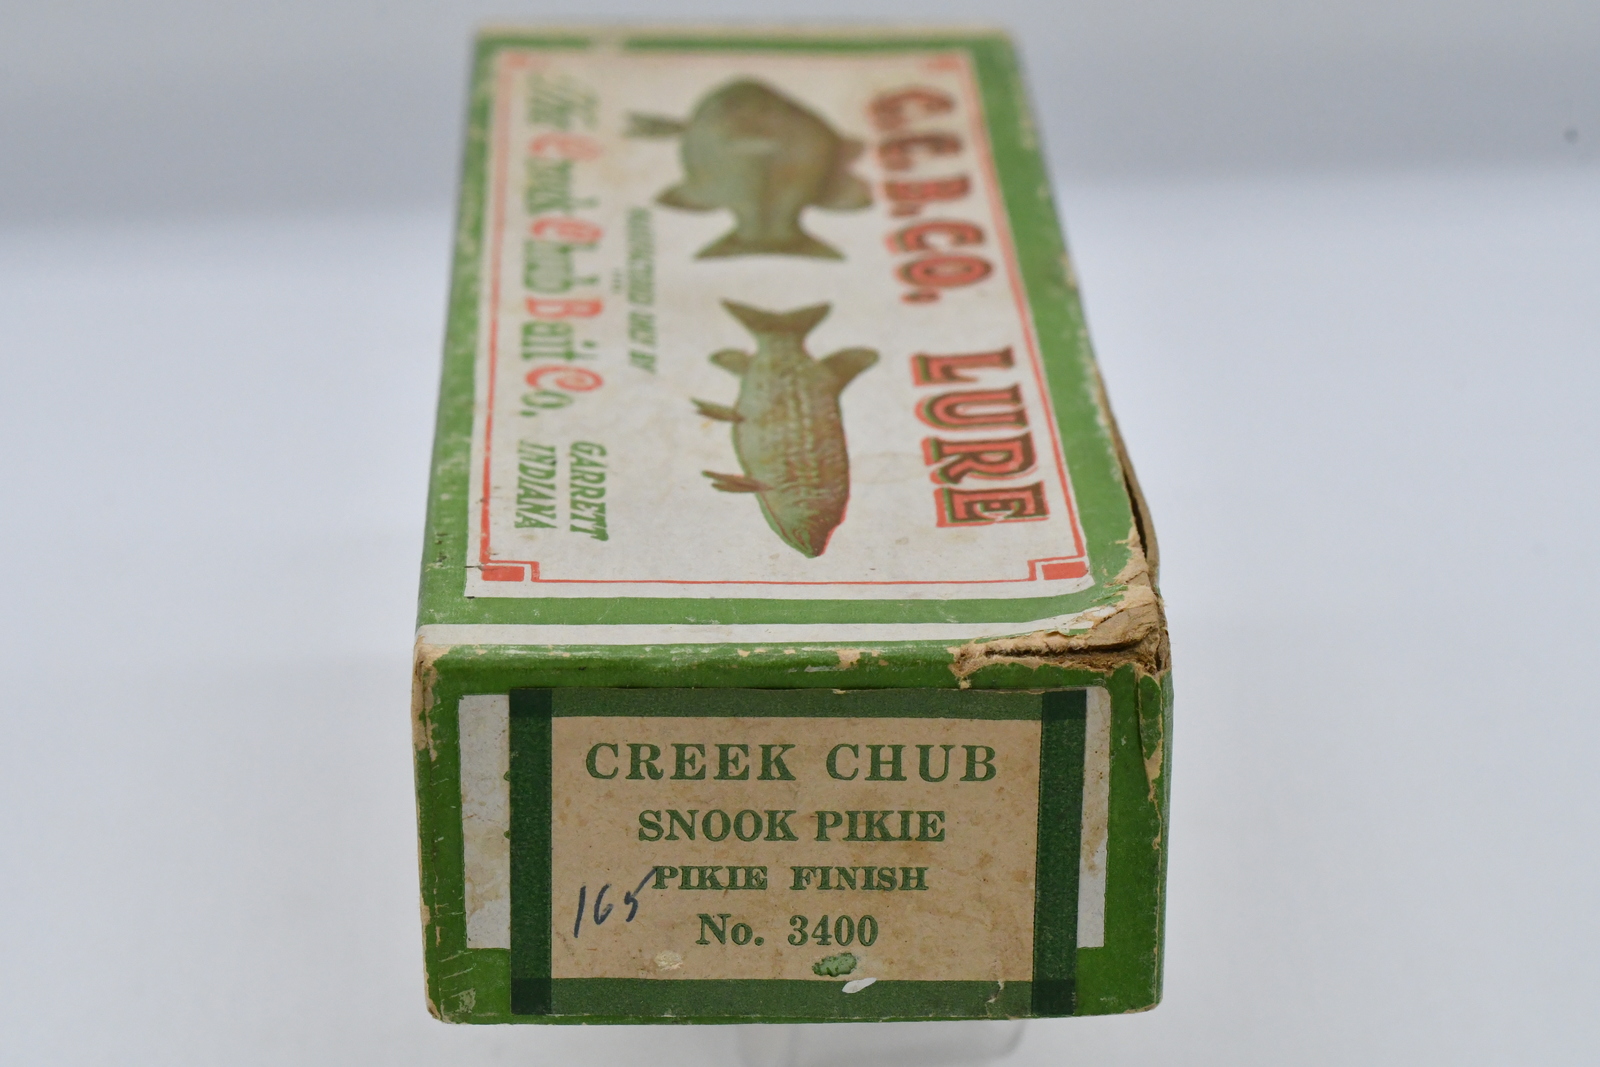 C.C.B.CO. LURE
MANUFACTURED ONLY BY
The Creek Chub Bait Co.
GARRETT
INDIANA
CREEK CHUB
SNOOK PIKIE
PIKIE FINISH
165
No. 3400